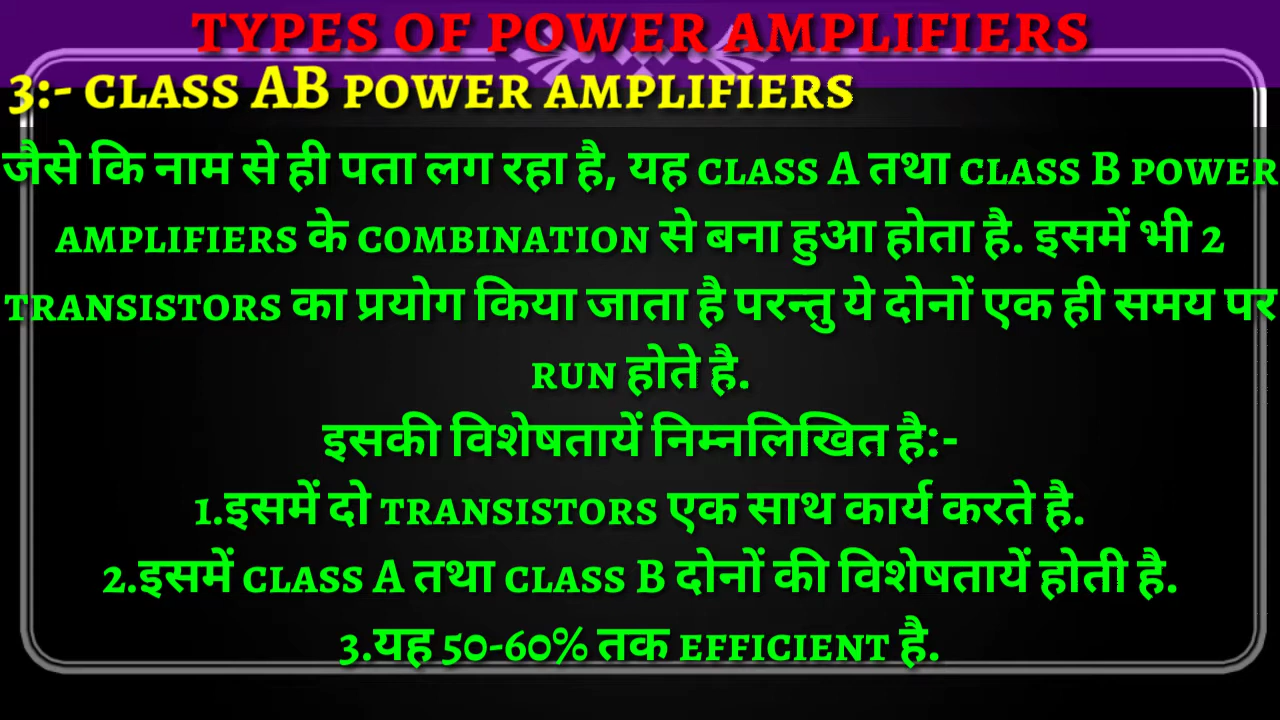 TYPES OF POWER AMPLIFIERS
3:- CLASS AB POWER AMPLIFIERS
जैसे कि नाम से ही पता लग रहा है, यह CLASS A तथा CLASS B POWER
AMPLIFIERS के COMBINATION से बना हुआ होता है. इसमें भी 2
TRANSISTORS का प्रयोग किया जाता है परन्तु ये दोनों एक ही समय पर
RUN होते है.
इसकी विशेषतायें निम्नलिखित है:-
1.इसमें दो TRANSISTORS एक साथ कार्य करते है.
2.इसमें CLASS A तथा CLASS B दोनों की विशेषतायें होती है.
3.यह 50-60% तक EFFICIENT है.